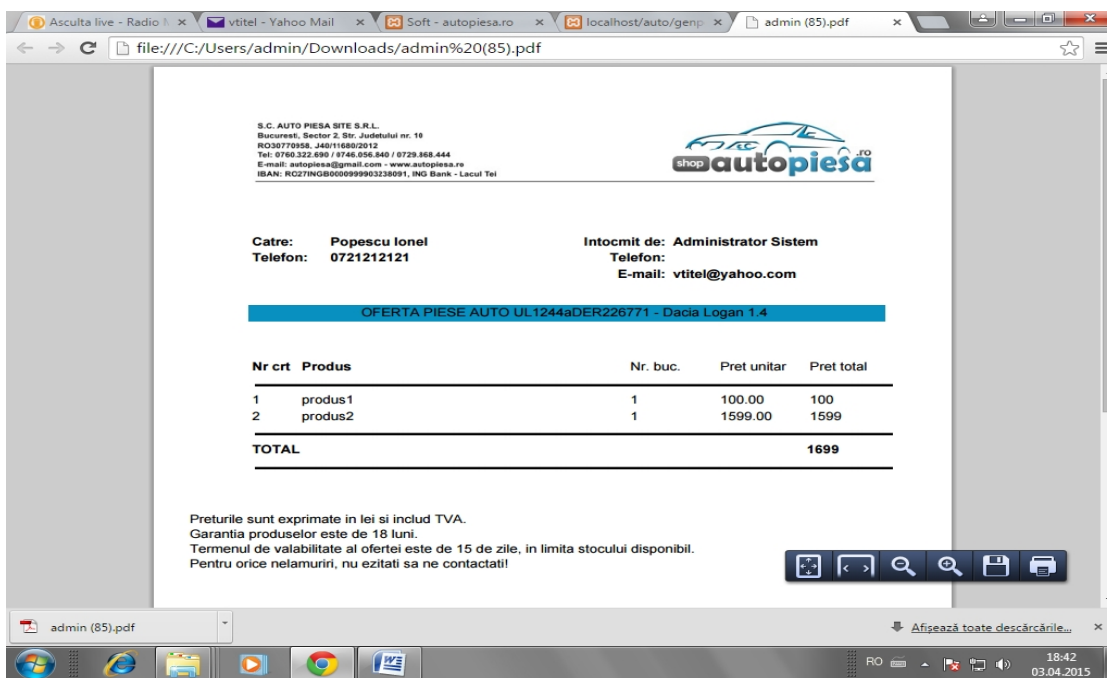 Asculta live - Radio
vtitel - Yahoo Mail
Soft - autopiesa.ro
localhost/auto/genp
admin (85).pdf
file:///C:/Users/admin/Downloads/admin%20(85).pdf
S.C. AUTO PIESA SITE S.R.L.
Bucuresti, Sector 2, Str. Judetului nr. 10
RO30770958, J40/11680/2012
Tel: 0760.322.690 / 0746.056.840 / 0729.868.444
E-mail: autopiesa@gmail.com - www.autopiesa.ro
IBAN: RO27INGB0000999903238091, ING Bank - Lacul Tei
shop autopiesa .ro
Catre: Popescu Ionel
Telefon: 0721212121
Intocmit de: Administrator Sistem
Telefon:
E-mail: vtitel@yahoo.com
OFERTA PIESE AUTO UL1244aDER226771 - Dacia Logan 1.4
Nr crt Produs Nr. buc. Pret unitar Pret total
1 produs1 1 100.00 100
2 produs2 1 1599.00 1599
TOTAL 1699
Preturile sunt exprimate in lei si includ TVA.
Garantia produselor este de 18 luni.
Termenul de valabilitate al ofertei este de 15 de zile, in limita stocului disponibil.
Pentru orice nelamuriri, nu ezitati sa ne contactati!
admin (85).pdf
Afișează toate descărcările...
RO
18:42
03.04.2015